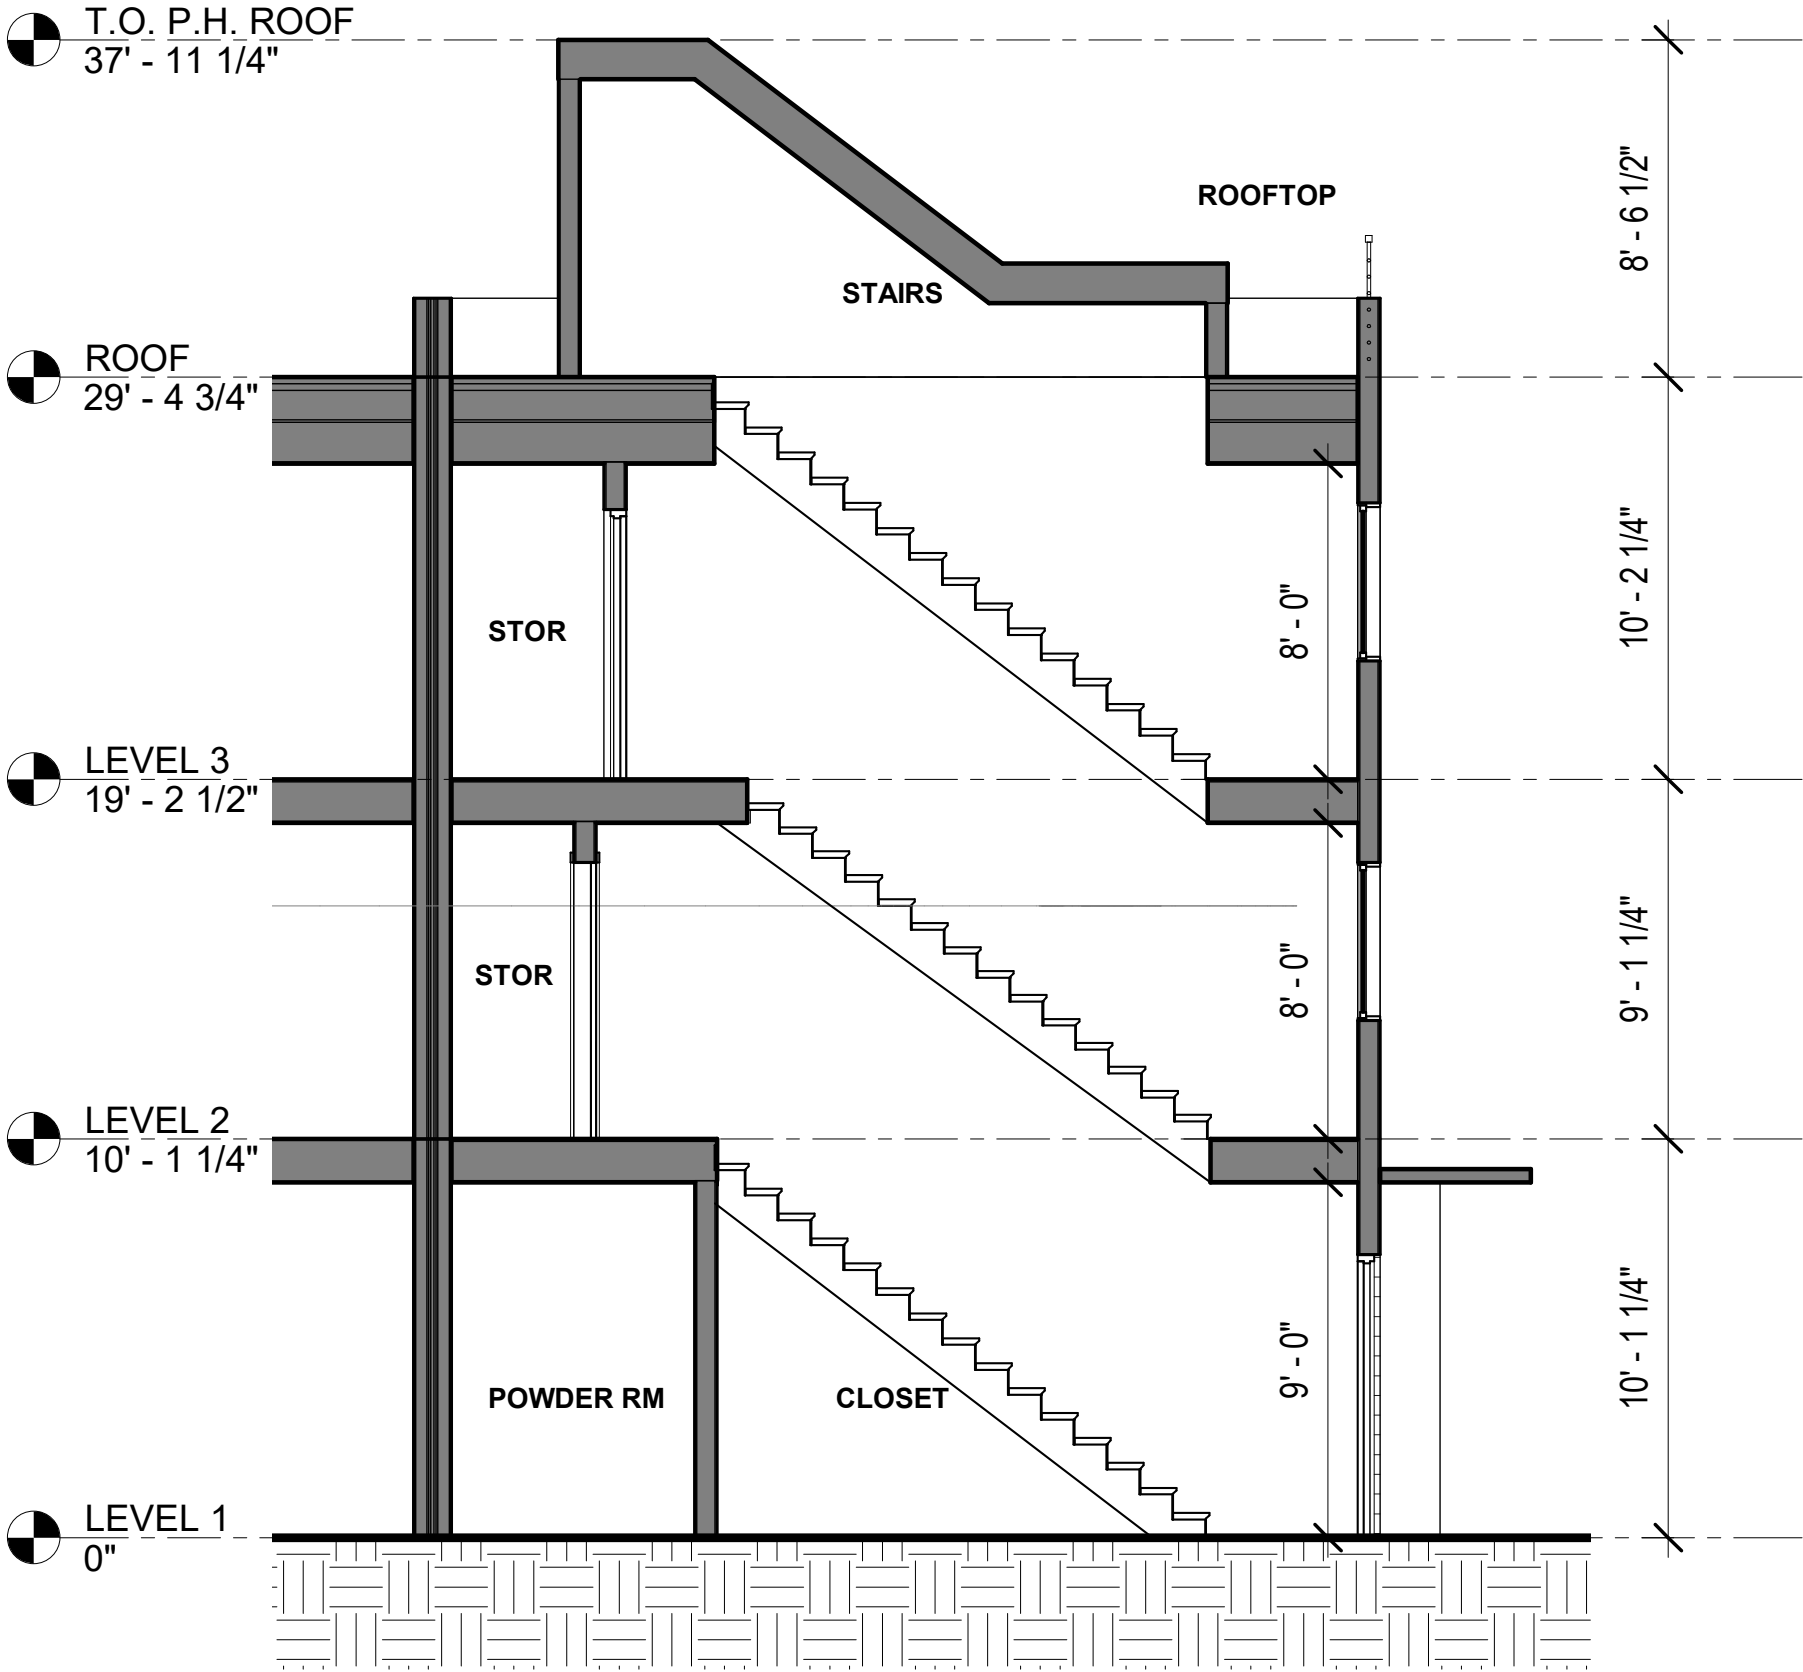 T.O. P.H. ROOF
37' - 11 1/4"
8' - 6 1/2"
ROOFTOP
STAIRS
ROOF
29' - 4 3/4"
10' - 2 1/4"
8' - 0"
STOR
LEVEL 3
19' - 2 1/2"
9' - 1 1/4"
8' - 0"
STOR
LEVEL 2
10' - 1 1/4"
10' - 1 1/4"
9' - 0"
POWDER RM
CLOSET
LEVEL 1
0"